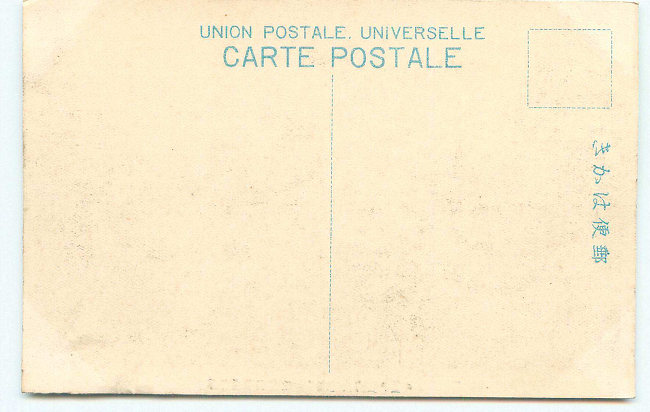 UNION POSTALE. UNIVERSELLE
CARTE POSTALE
郵便はかき